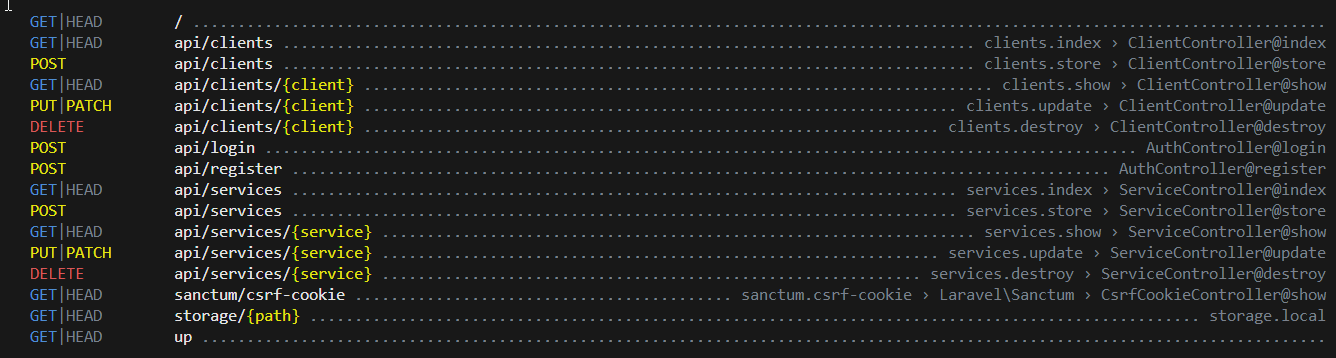 GET|HEAD / ..............................................................................................................................
GET|HEAD api/clients ............................................................................. clients.index › ClientController@index
POST api/clients ............................................................................. clients.store › ClientController@store
GET|HEAD api/clients/{client} ...................................................................... clients.show › ClientController@show
PUT|PATCH api/clients/{client} .................................................................. clients.update › ClientController@update
DELETE api/clients/{client} ................................................................ clients.destroy › ClientController@destroy
POST api/login ................................................................................................. AuthController@login
POST api/register ........................................................................................... AuthController@register
GET|HEAD api/services .......................................................................... services.index › ServiceController@index
POST api/services .......................................................................... services.store › ServiceController@store
GET|HEAD api/services/{service} .................................................................. services.show › ServiceController@show
PUT|PATCH api/services/{service} .............................................................. services.update › ServiceController@update
DELETE api/services/{service} ............................................................ services.destroy › ServiceController@destroy
GET|HEAD sanctum/csrf-cookie .......................................... sanctum.csrf-cookie › Laravel\Sanctum › CsrfCookieController@show
GET|HEAD storage/{path} ................................................................................................... storage.local
GET|HEAD up .............................................................................................................................